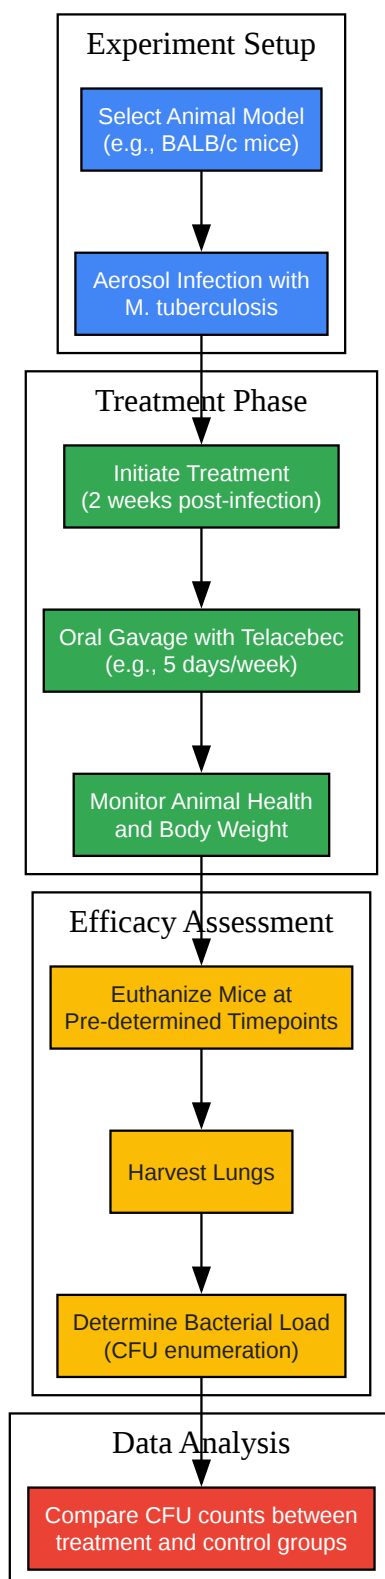 Experiment Setup
Select Animal Model
(e.g., BALB/c mice)
Aerosol Infection with
M. tuberculosis
Treatment Phase
Initiate Treatment
(2 weeks post-infection)
Oral Gavage with Telacebec
(e.g., 5 days/week)
Monitor Animal Health
and Body Weight
Efficacy Assessment
Euthanize Mice at
Pre-determined Timepoints
Harvest Lungs
Determine Bacterial Load
(CFU enumeration)
Data Analysis
Compare CFU counts between
treatment and control groups